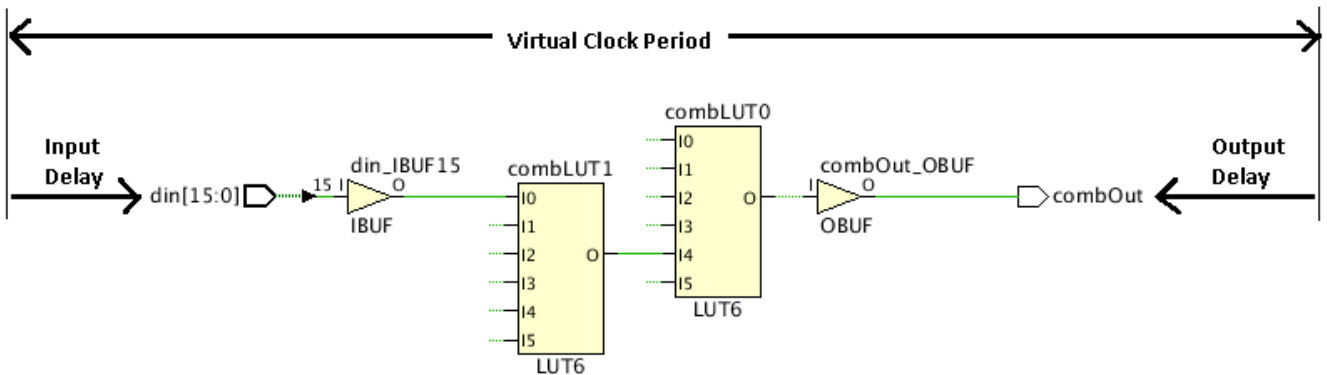 Virtual Clock Period
Input
Delay
din[15:0]
15
I
din_IBUF15
O
IBUF
combLUT1
I0
I1
I2
I3
I4
I5
O
LUT6
combLUT0
I0
I1
I2
I3
I4
I5
O
LUT6
combOut_OBUF
I
O
OBUF
combOut
Output
Delay